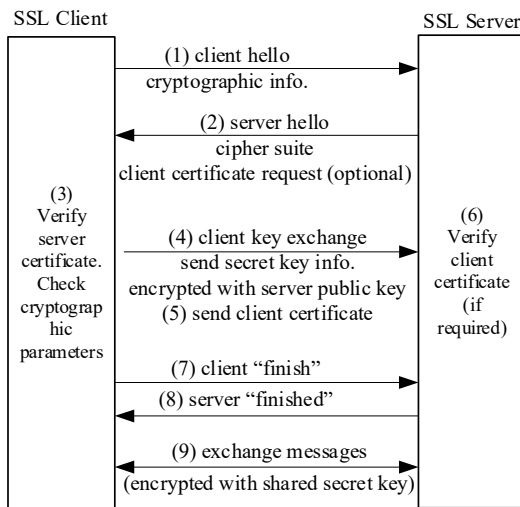 SSL Client
SSL Server
(1) client hello
cryptographic info.
(2) server hello
cipher suite
client certificate request (optional)
(3)
Verify
server
certificate.
Check
cryptograp
hic
parameters
(4) client key exchange
send secret key info.
encrypted with server public key
(5) send client certificate
(6)
Verify
client
certificate
(if
required)
(7) client “finish”
(8) server “finished”
(9) exchange messages
(encrypted with shared secret key)